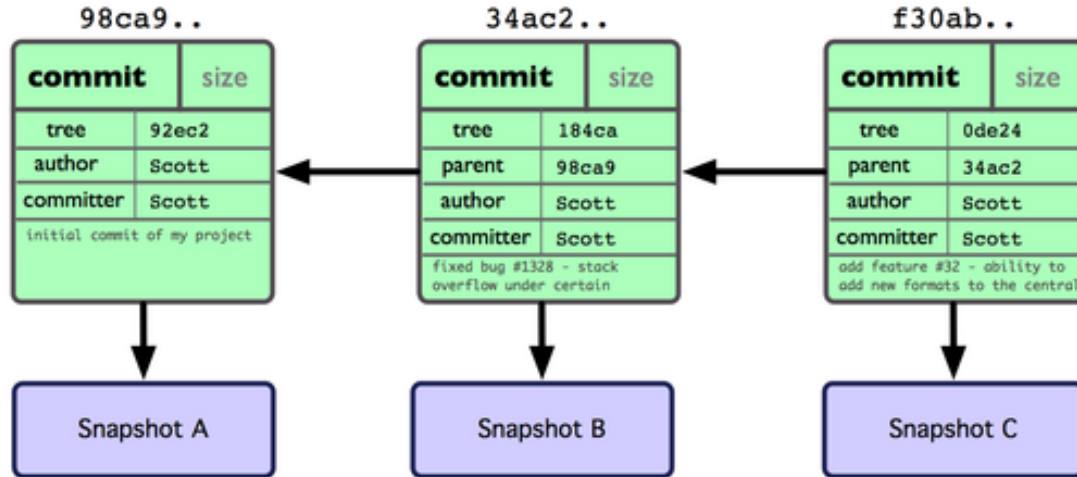 98ca9..
34ac2..
f30ab..
commit size
tree 92ec2
author Scott
committer Scott
initial commit of my project
commit size
tree 184ca
parent 98ca9
author Scott
committer Scott
fixed bug #1328 - stack
overflow under certain
commit size
tree 0de24
parent 34ac2
author Scott
committer Scott
add feature #32 - ability to
add new formats to the central
Snapshot A
Snapshot B
Snapshot C